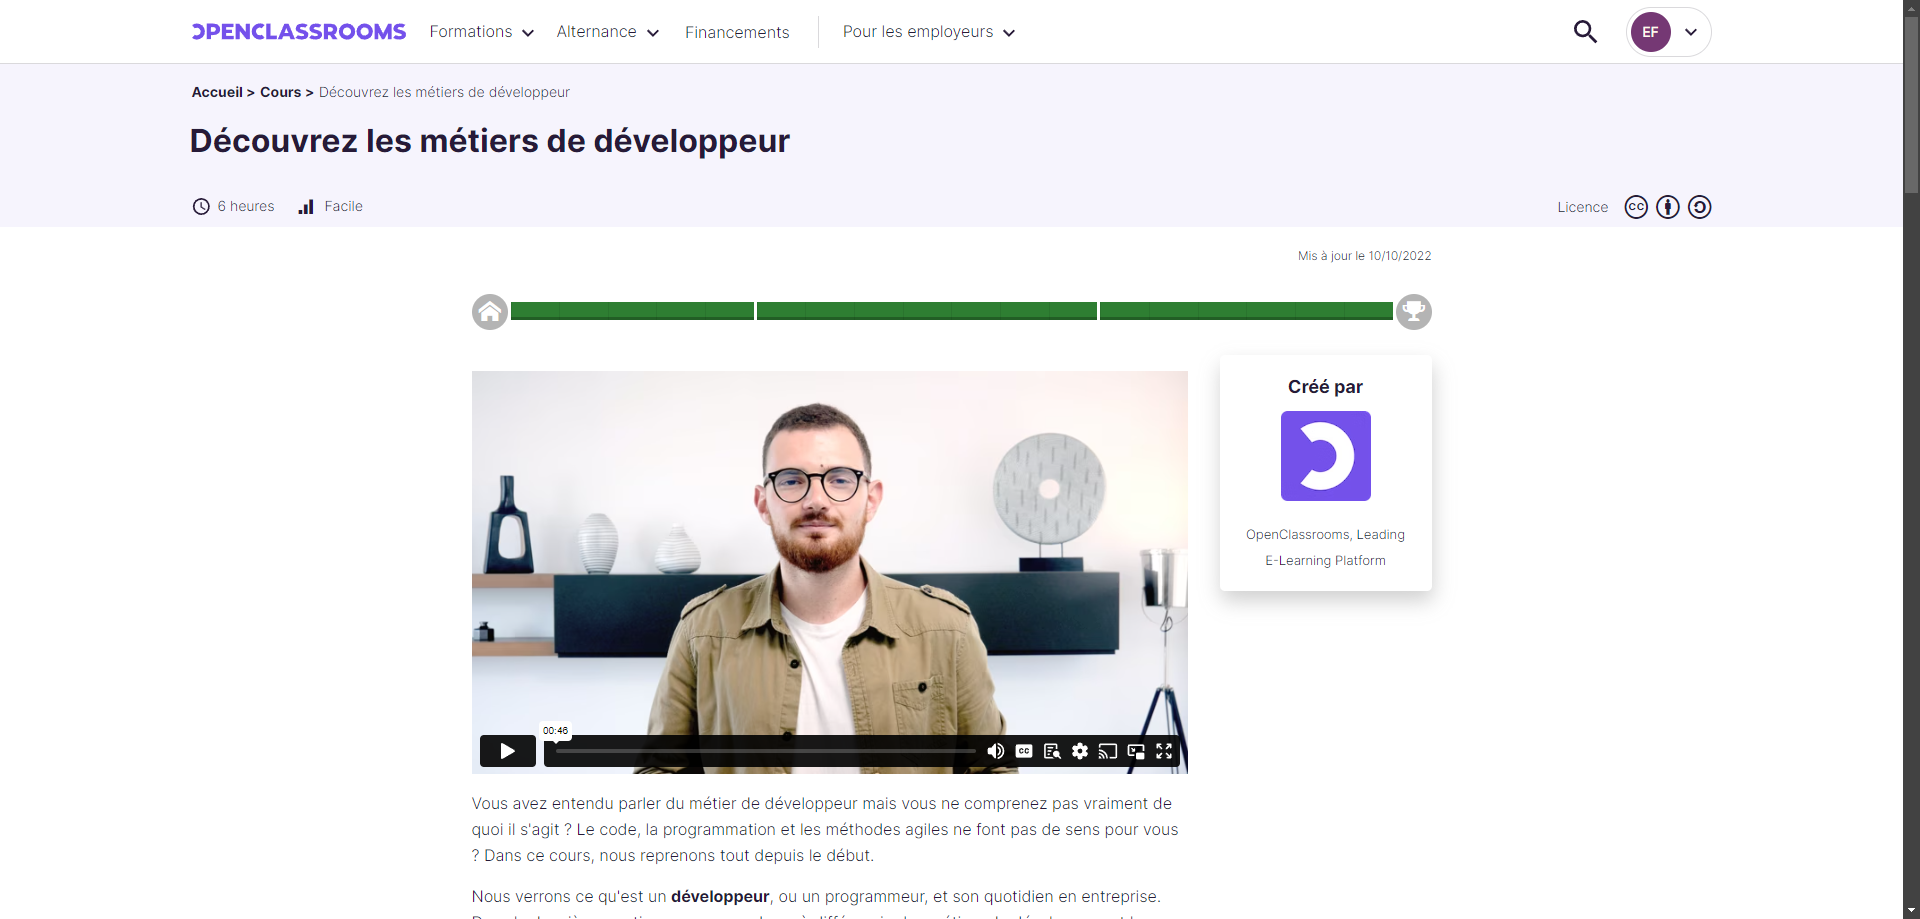 OPENCLASSROOMS Formations Alternance Financements Pour les employeurs EF
Accueil > Cours > Découvrez les métiers de développeur
Découvrez les métiers de développeur
6 heures Facile Licence CC
Mis à jour le 10/10/2022
Créé par
OpenClassrooms, Leading
E-Learning Platform
00:46
CC
Vous avez entendu parler du métier de développeur mais vous ne comprenez pas vraiment de
quoi il s'agit ? Le code, la programmation et les méthodes agiles ne font pas de sens pour vous
? Dans ce cours, nous reprenons tout depuis le début.
Nous verrons ce qu'est un développeur, ou un programmeur, et son quotidien en entreprise.